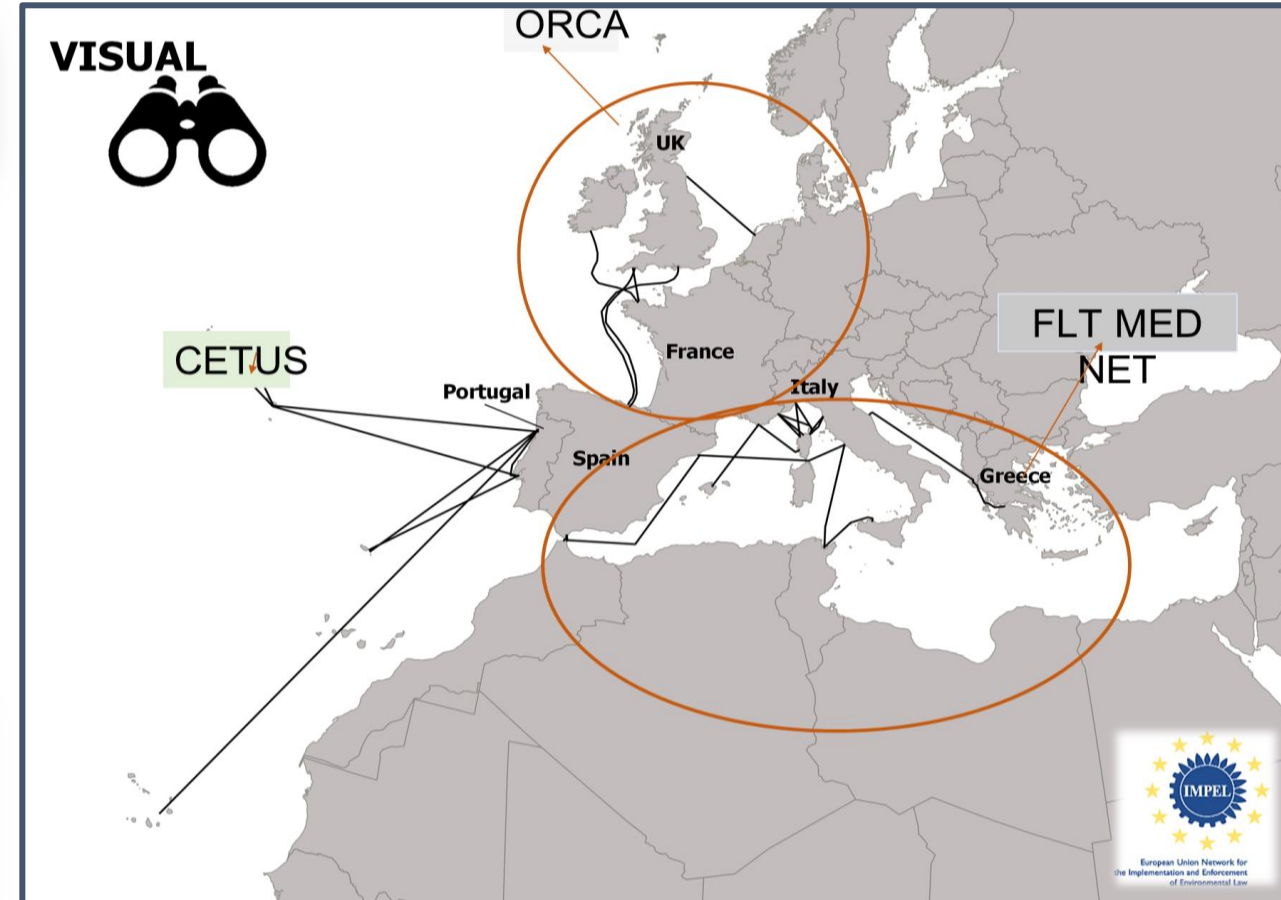 ORCA
VISUAL
UK
FLT MED
NET
CETUS
France
Portugal
Italy
Spain
Greece
IMPEL
European Union Network for
the Implementation and Enforcement
of Environmental Law